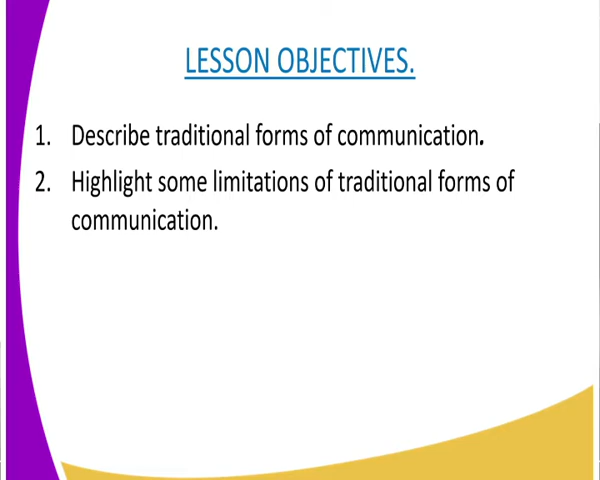 LESSON OBJECTIVES.
1. Describe traditional forms of communication.
2. Highlight some limitations of traditional forms of
communication.